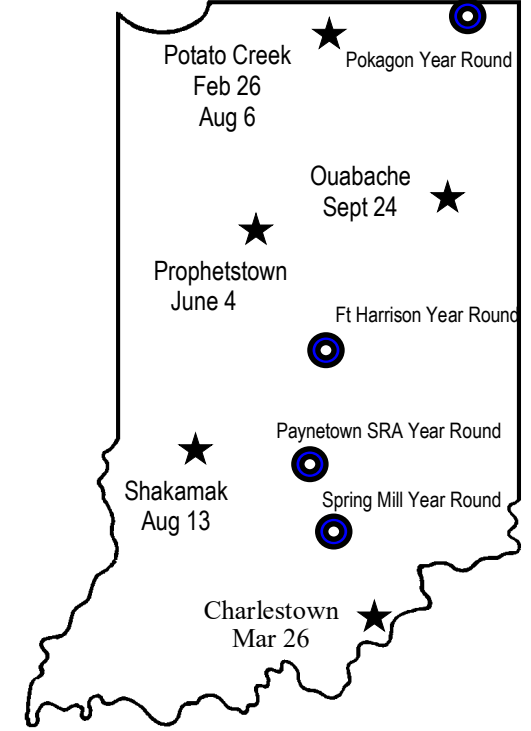 Potato Creek
Feb 26
Aug 6
Pokagon Year Round
Ouabache
Sept 24
Prophetstown
June 4
Ft Harrison Year Round
Paynetown SRA Year Round
Shakamak
Aug 13
Spring Mill Year Round
Charlestown
Mar 26